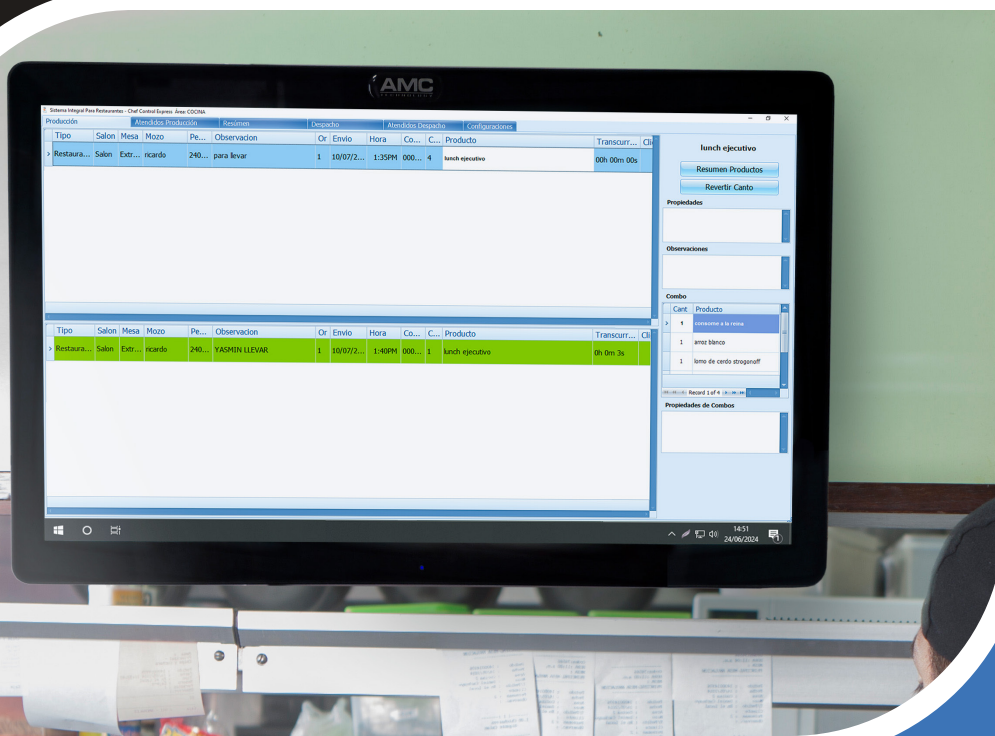 AMC
TECHNOLOGY
Sistema Integral Para Restaurantes - Chef Control Express Área: COCINA
Producción Atendidos Producción Resúmen Despacho Atendidos Despacho Configuraciones
Tipo Salon Mesa Mozo Pe... Observacion Or Envio Hora Co... C... Producto Transcurr... Cli
Restaura... Salon Extr... ricardo 240... para llevar 1 10/07/2... 1:35PM 000... 4 lunch ejecutivo 00h 00m 00s
Tipo Salon Mesa Mozo Pe... Observacion Or Envio Hora Co... C... Producto Transcurr... Cli
Restaura... Salon Extr... ricardo 240... YASMIN LLEVAR 1 10/07/2... 1:40PM 000... 1 lunch ejecutivo 0h 0m 3s
lunch ejecutivo
Resumen Productos
Revertir Canto
Propiedades
Observaciones
Combo
Cant Producto
1 consome a la reina
1 arroz blanco
1 lomo de cerdo strogonoff
Record 1 of 4
Propiedades de Combos
14:51
24/06/2024